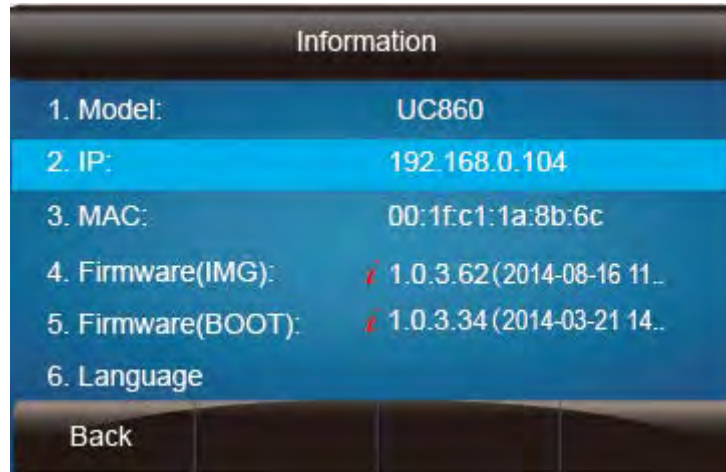 Information
1. Model: UC860
2. IP: 192.168.0.104
3. MAC: 00:1f:c1:1a:8b:6c
4. Firmware(IMG): i 1.0.3.62(2014-08-16 11..
5. Firmware(BOOT): i 1.0.3.34(2014-03-21 14..
6. Language
Back